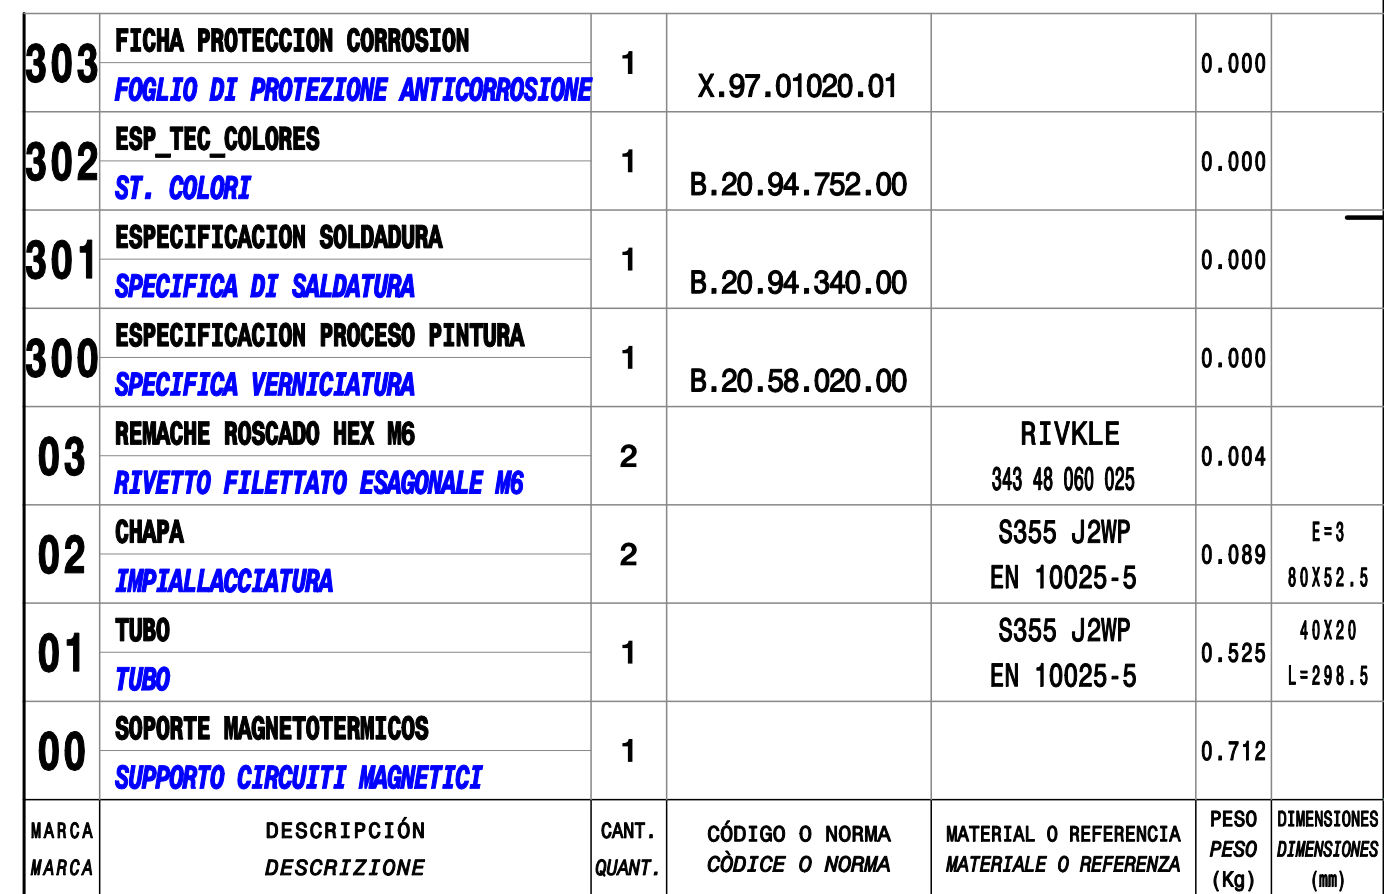 303
FICHA PROTECCION CORROSION
FOGLIO DI PROTEZIONE ANTICORROSIONE
1
X.97.01020.01
0.000
302
ESP_TEC_COLORES
ST. COLORI
1
B.20.94.752.00
0.000
301
ESPECIFICACION SOLDADURA
SPECIFICA DI SALDATURA
1
B.20.94.340.00
0.000
300
ESPECIFICACION PROCESO PINTURA
SPECIFICA VERNICIATURA
1
B.20.58.020.00
0.000
03
REMACHE ROSCADO HEX M6
RIVETTO FILETTATO ESAGONALE M6
2
RIVKLE
343 48 060 025
0.004
02
CHAPA
IMPIALLACCIATURA
2
S355 J2WP
EN 10025-5
0.089
E=3
80X52.5
01
TUBO
TUBO
1
S355 J2WP
EN 10025-5
0.525
40X20
L=298.5
00
SOPORTE MAGNETOTERMICOS
SUPPORTO CIRCUITI MAGNETICI
1
0.712
MARCA
MARCA
DESCRIPCIÓN
DESCRIZIONE
CANT.
QUANT.
CÓDIGO O NORMA
CÒDICE O NORMA
MATERIAL O REFERENCIA
MATERIALE O REFERENZA
PESO
PESO
(Kg)
DIMENSIONES
DIMENSIONES
(mm)